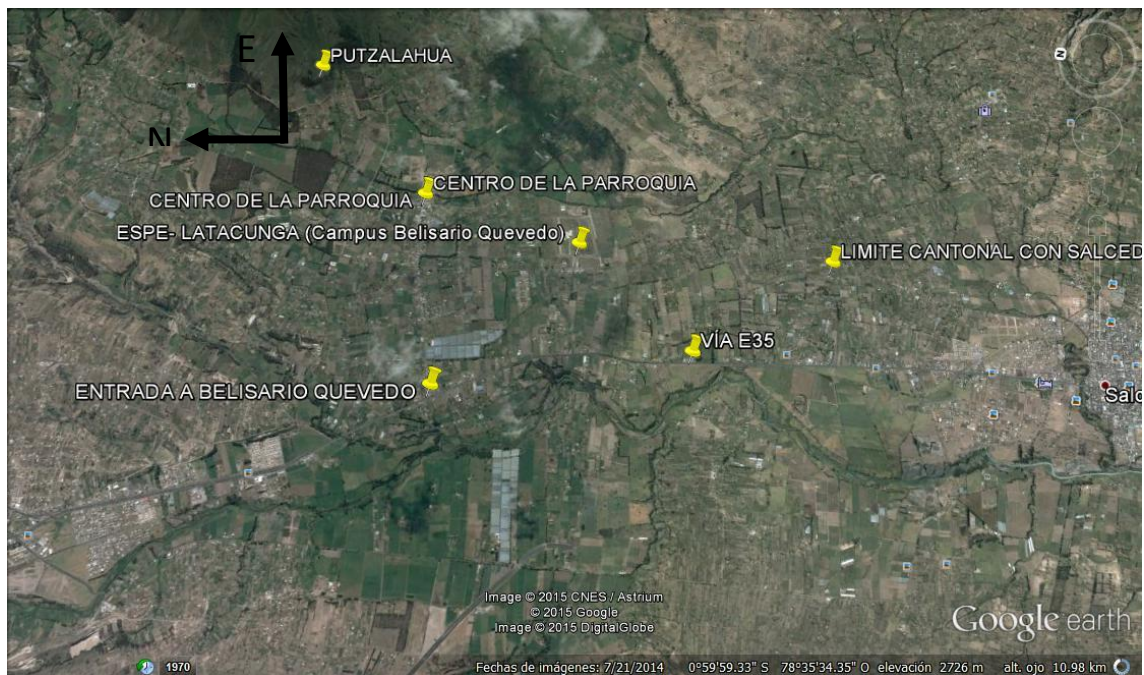 E
PUTZALAHUA
N
N
CENTRO DE LA PARROQUIA
CENTRO DE LA PARROQUIA
ESPE- LATACUNGA (Campus Belisario Quevedo)
LIMITE CANTONAL CON SALCED
VÍA E35
ENTRADA A BELISARIO QUEVEDO
Salc
Image © 2015 CNES / Astrium
© 2015 Google
Image © 2015 DigitalGlobe
Google earth
1970
Fechas de imágenes: 7/21/2014 0°59'59.33" S 78°35'34.35" O elevación 2726 m alt. ojo 10.98 km